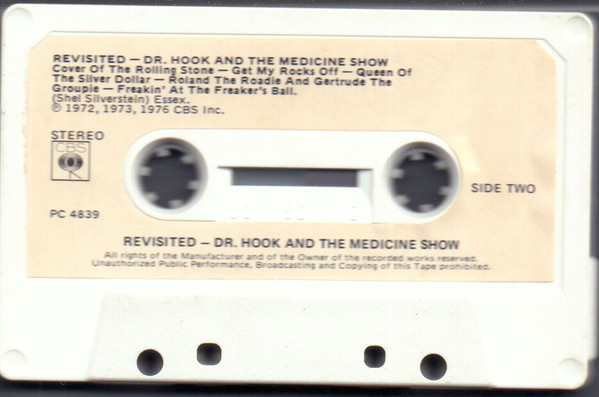 REVISITED — DR. HOOK AND THE MEDICINE SHOW
Cover Of The Rolling Stone — Get My Rocks Off — Queen Of
The Silver Dollar — Roland The Roadie And Gertrude The
Groupie — Freakin' At The Freaker's Ball.
(Shel Silverstein) Essex.
℗ 1972, 1973, 1976 CBS Inc.
STEREO
CBS
SIDE TWO
PC 4839
REVISITED — DR. HOOK AND THE MEDICINE SHOW
All rights of the Manufacturer and of the Owner of the recorded works reserved.
Unauthorized Public Performance, Broadcasting and Copying of this Tape prohibited.